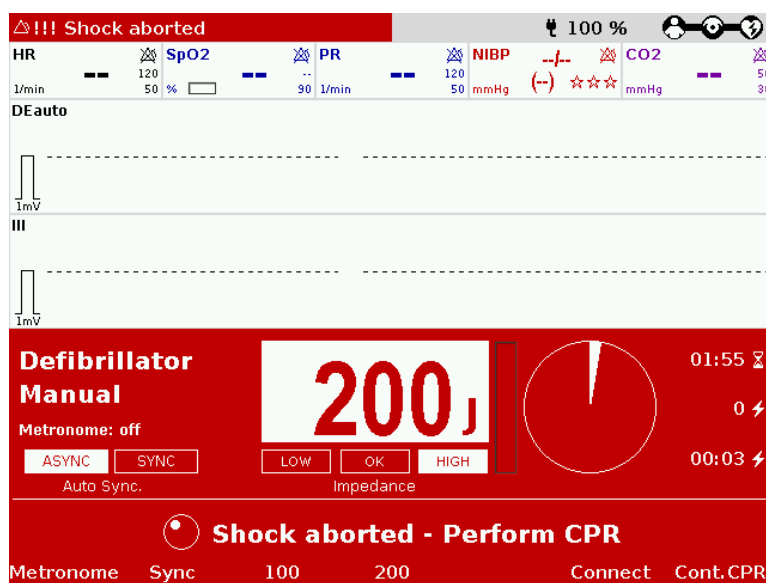 !!! Shock aborted 100 %
HR SpO2 PR NIBP --/-- CO2
-- 120 -- -- -- 120 (--) --
1/min 50 % 90 1/min 50 mmHg mmHg
DEauto
1mV
III
1mV
Defibrillator
Manual
200 J
01:55
Metronome: off
0
ASYNC SYNC LOW OK HIGH
00:03
Auto Sync. Impedance
Shock aborted - Perform CPR
Metronome Sync 100 200 Connect Cont.CPR